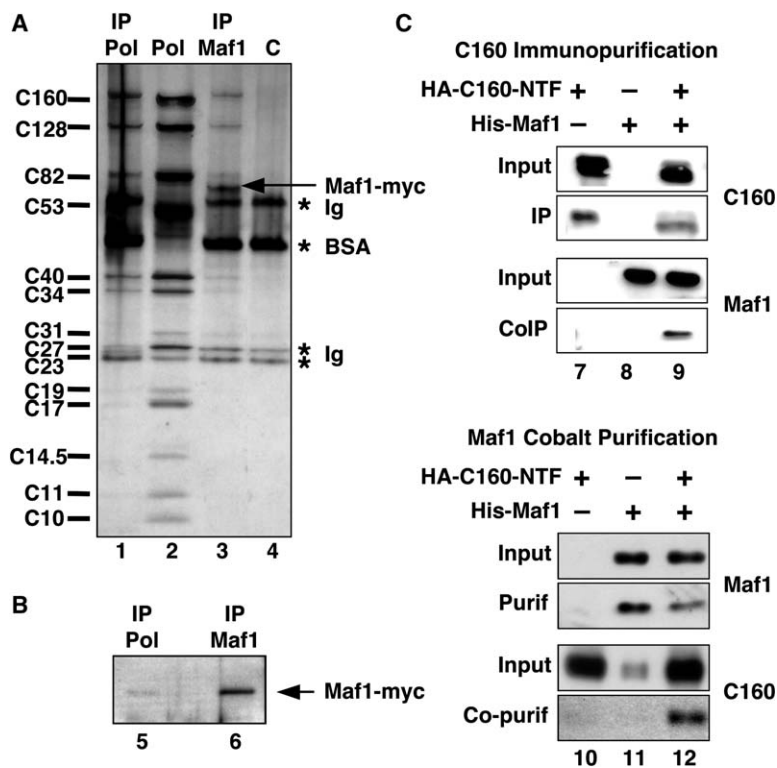 A
IP Pol IP C
Pol Maf1
C160
C128
C82
C53
C40
C34
C31
C27
C23
C19
C17
C14.5
C11
C10
Maf1-myc
* Ig
* BSA
* Ig
*
1 2 3 4
B
IP IP
Pol Maf1
Maf1-myc
5 6
C
C160 Immunopurification
HA-C160-NTF + – +
His-Maf1 – + +
Input
IP
C160
Input
CoIP
Maf1
7 8 9
Maf1 Cobalt Purification
HA-C160-NTF + – +
His-Maf1 – + +
Input
Purif
Maf1
Input
Co-purif
C160
10 11 12